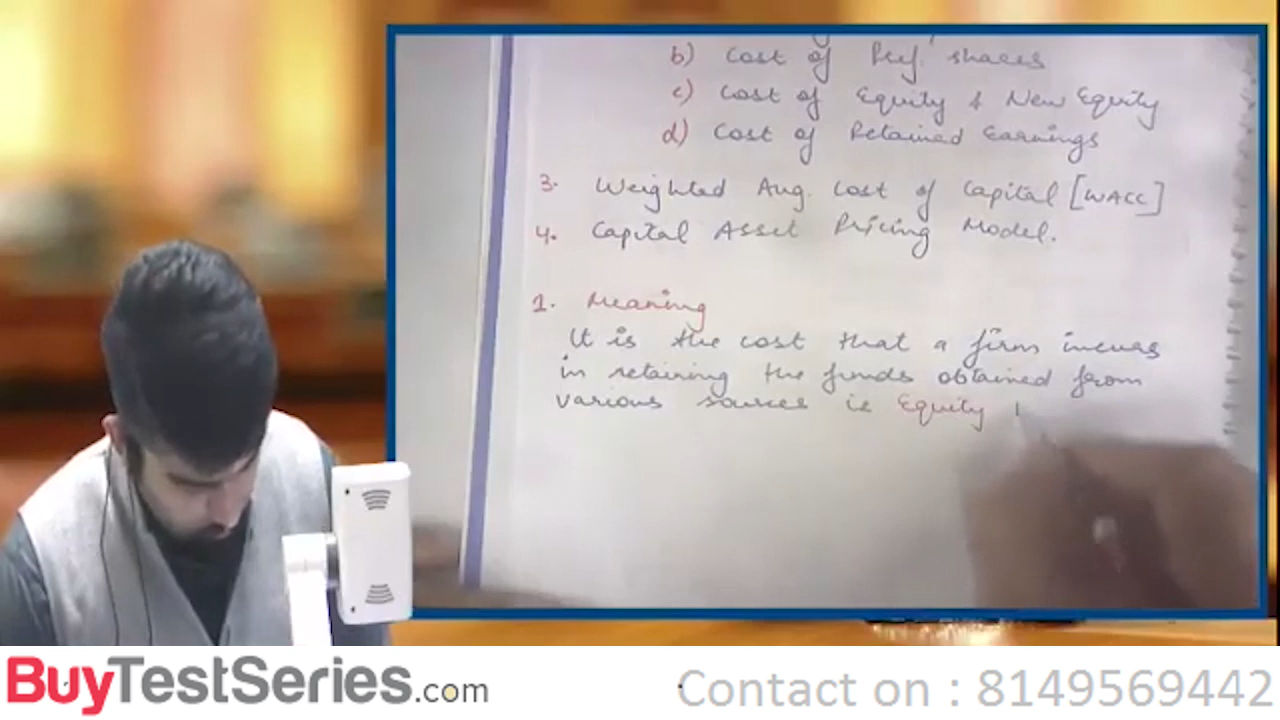 b) Cost of Pref. shares
c) Cost of Equity & New Equity
d) Cost of Retained Earnings
3. Weighted Avg. Cost of Capital [WACC]
4. Capital Asset Pricing Model.
1. Meaning
It is the cost that a firm incurs
in retaining the funds obtained from
various sources ie Equity
BuyTestSeries.com
Contact on : 8149569442